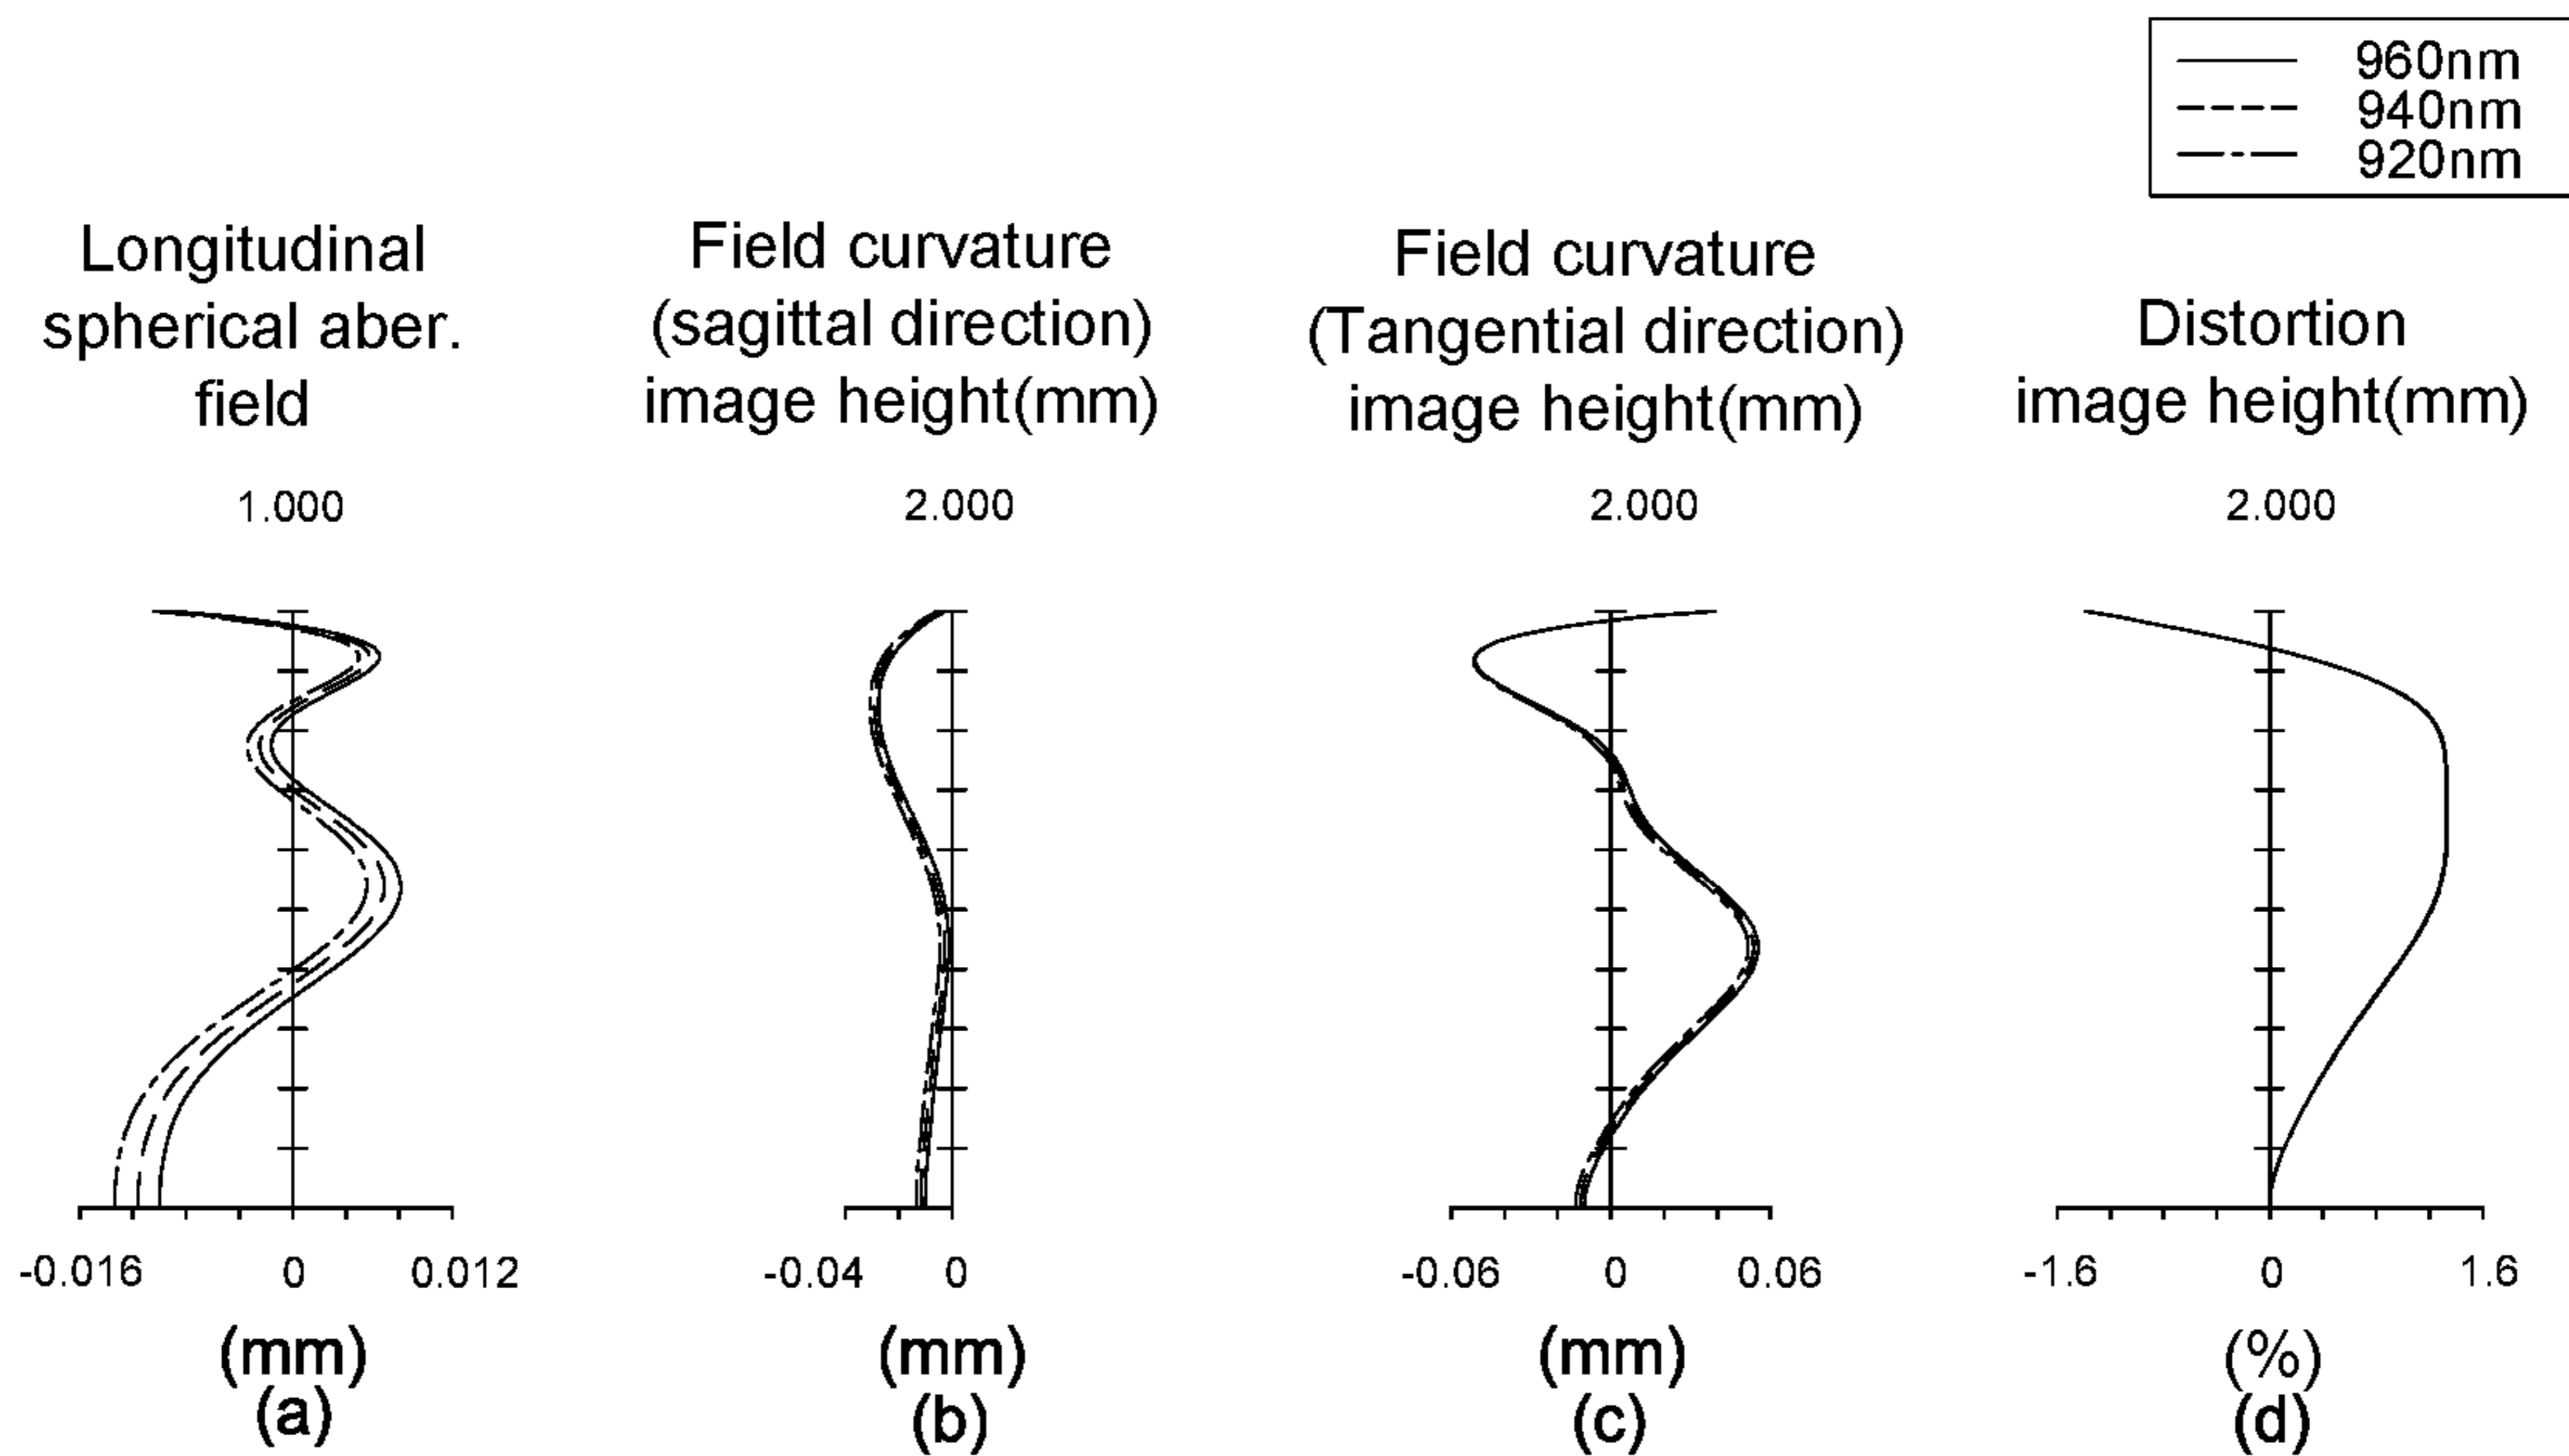 960nm
940nm
920nm
Longitudinal
spherical aber.
field
1.000
-0.016 0 0.012
(mm)
(a)
Field curvature
(sagittal direction)
image height(mm)
2.000
-0.04 0
(mm)
(b)
Field curvature
(Tangential direction)
image height(mm)
2.000
-0.06 0 0.06
(mm)
(c)
Distortion
image height(mm)
2.000
-1.6 0 1.6
(%)
(d)